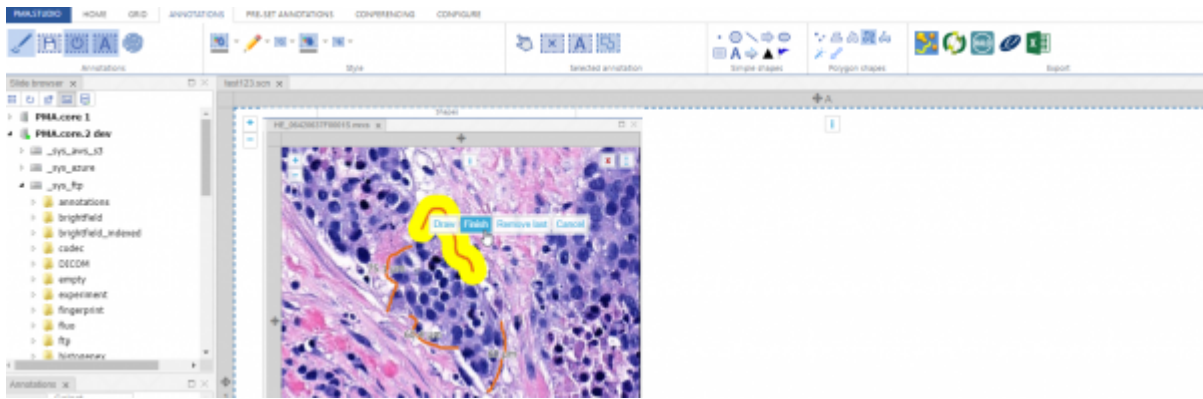 PMA.STUDIO HOME GRID ANNOTATIONS PRE-SET ANNOTATIONS CONFERENCING CONFIGURE
Annotations Style Selected annotation Simple shapes Polygon shapes Export
Slide browser x
test123.scn x
A
PMA.core 1
PMA.core.2 dev
_sys_aws_s3
_sys_azure
_sys_ftp
annotations
brightfield
brightfield_indexed
codec
DICOM
empty
experiment
fingerprint
fluo
ftp
histogenex
Annotations x
Shapes
Draw Finish Remove last Cancel